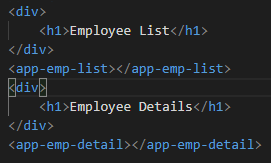 <div>
    <h1>Employee List</h1>
</div>
<app-emp-list></app-emp-list>
<div>
    <h1>Employee Details</h1>
</div>
<app-emp-detail></app-emp-detail>